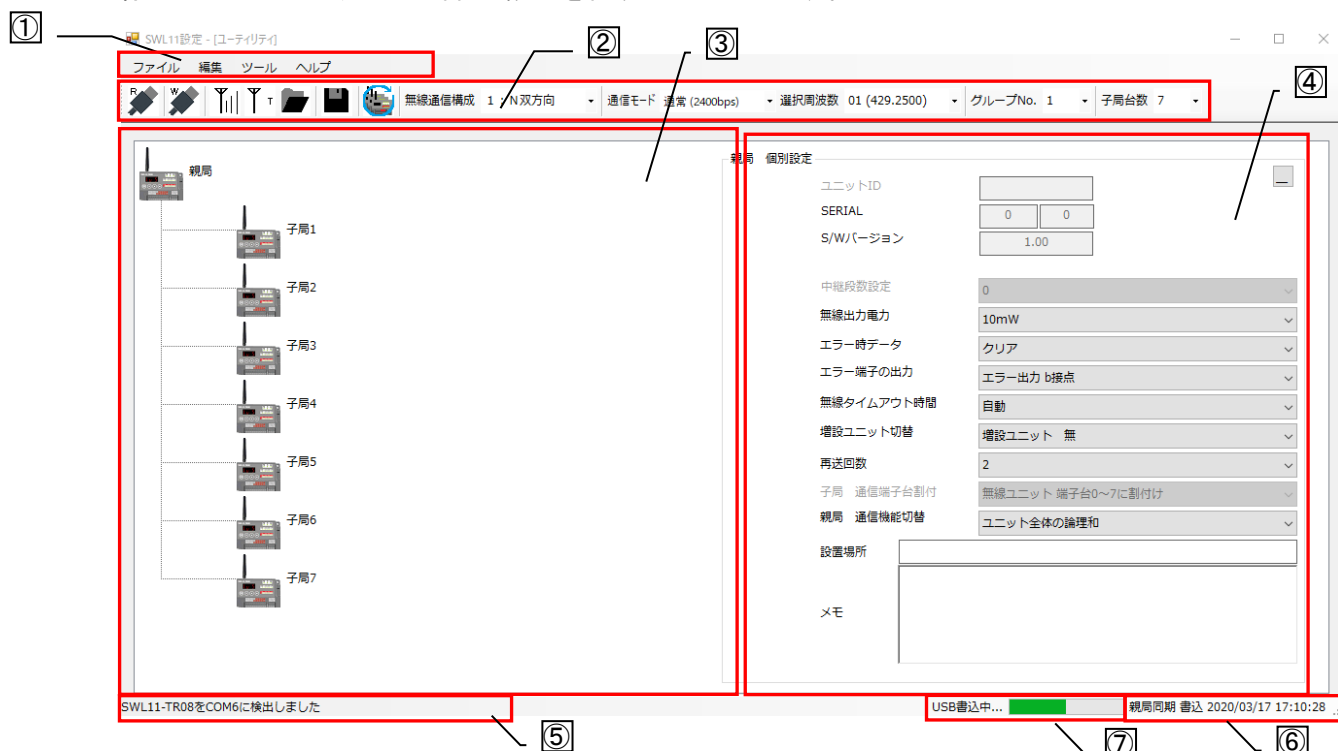 ①
SWL11設定 - [ユーティリティ]
ファイル 編集 ツール ヘルプ
②
③
④
R W T 無線通信構成 1：N双方向 通信モード 通常 (2400bps) 選択周波数 01 (429.2500) グループNo. 1 子局台数 7
親局
子局1
子局2
子局3
子局4
子局5
子局6
子局7
親局 個別設定
ユニットID
SERIAL 0 0
S/Wバージョン 1.00
中継段数設定 0
無線出力電力 10mW
エラー時データ クリア
エラー端子の出力 エラー出力 b接点
無線タイムアウト時間 自動
増設ユニット切替 増設ユニット 無
再送回数 2
子局 通信端子台割付 無線ユニット 端子台0～7に割付け
親局 通信機能切替 ユニット全体の論理和
設置場所
メモ
SWL11-TR08をCOM6に検出しました
USB書込中...
親局同期 書込 2020/03/17 17:10:28
⑤
⑦
⑥